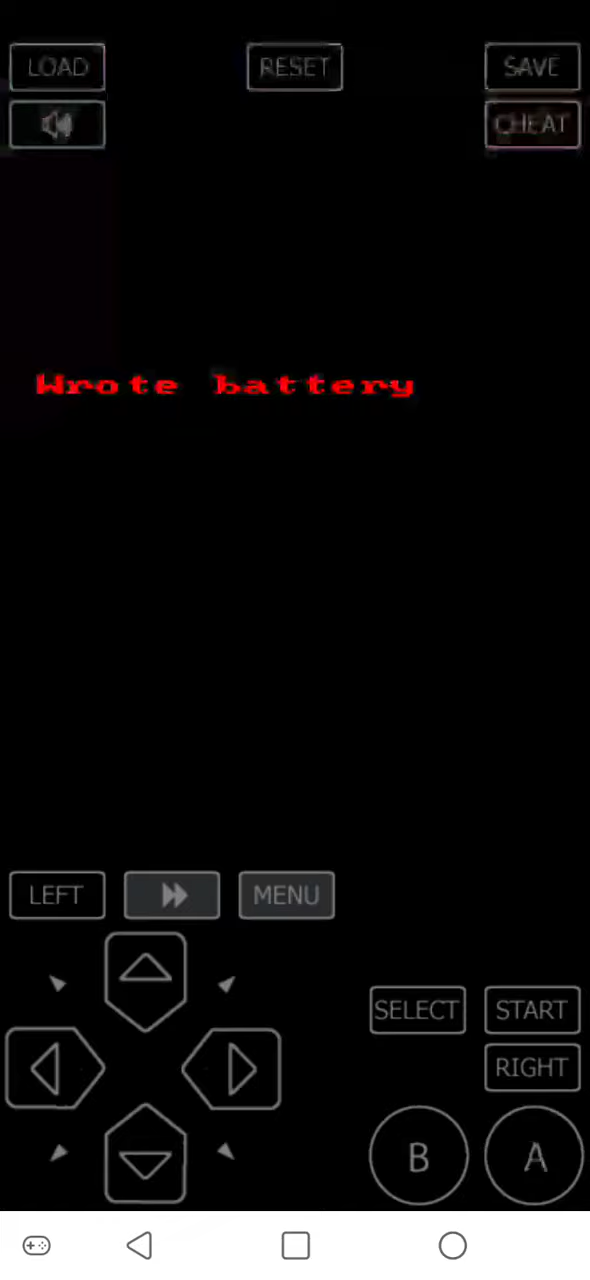 LOAD RESET SAVE
CHEAT
Wrote battery
LEFT MENU
SELECT START
RIGHT
B A